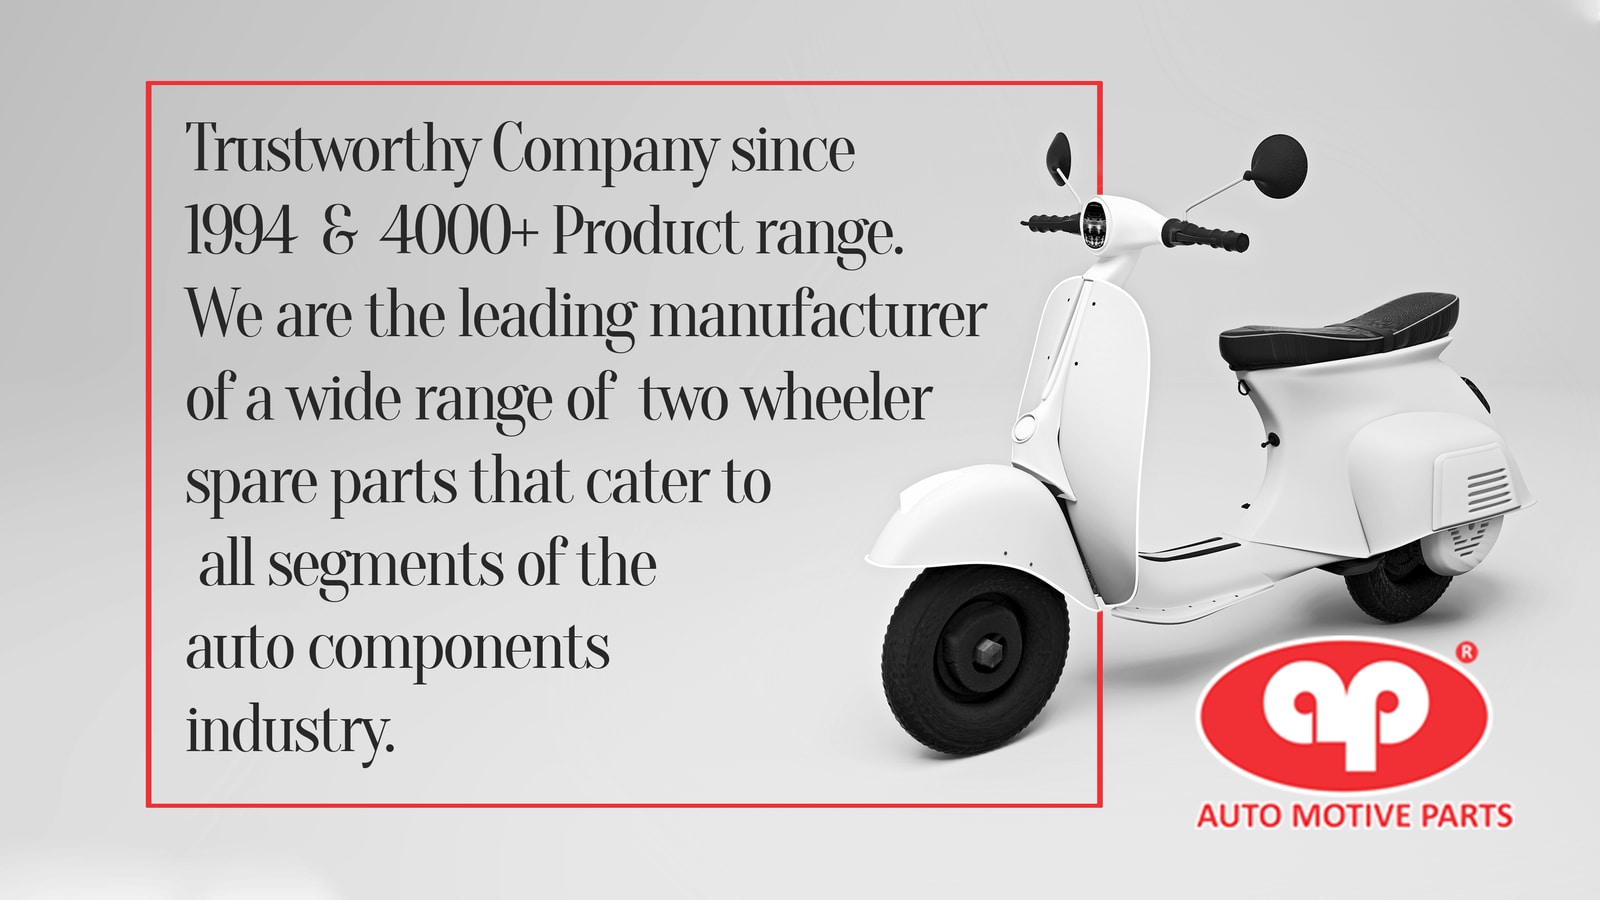 Trustworthy Company since
1994 & 4000+ Product range.
We are the leading manufacturer
of a wide range of two wheeler
spare parts that cater to
all segments of the
auto components
industry.
ap
®
AUTO MOTIVE PARTS